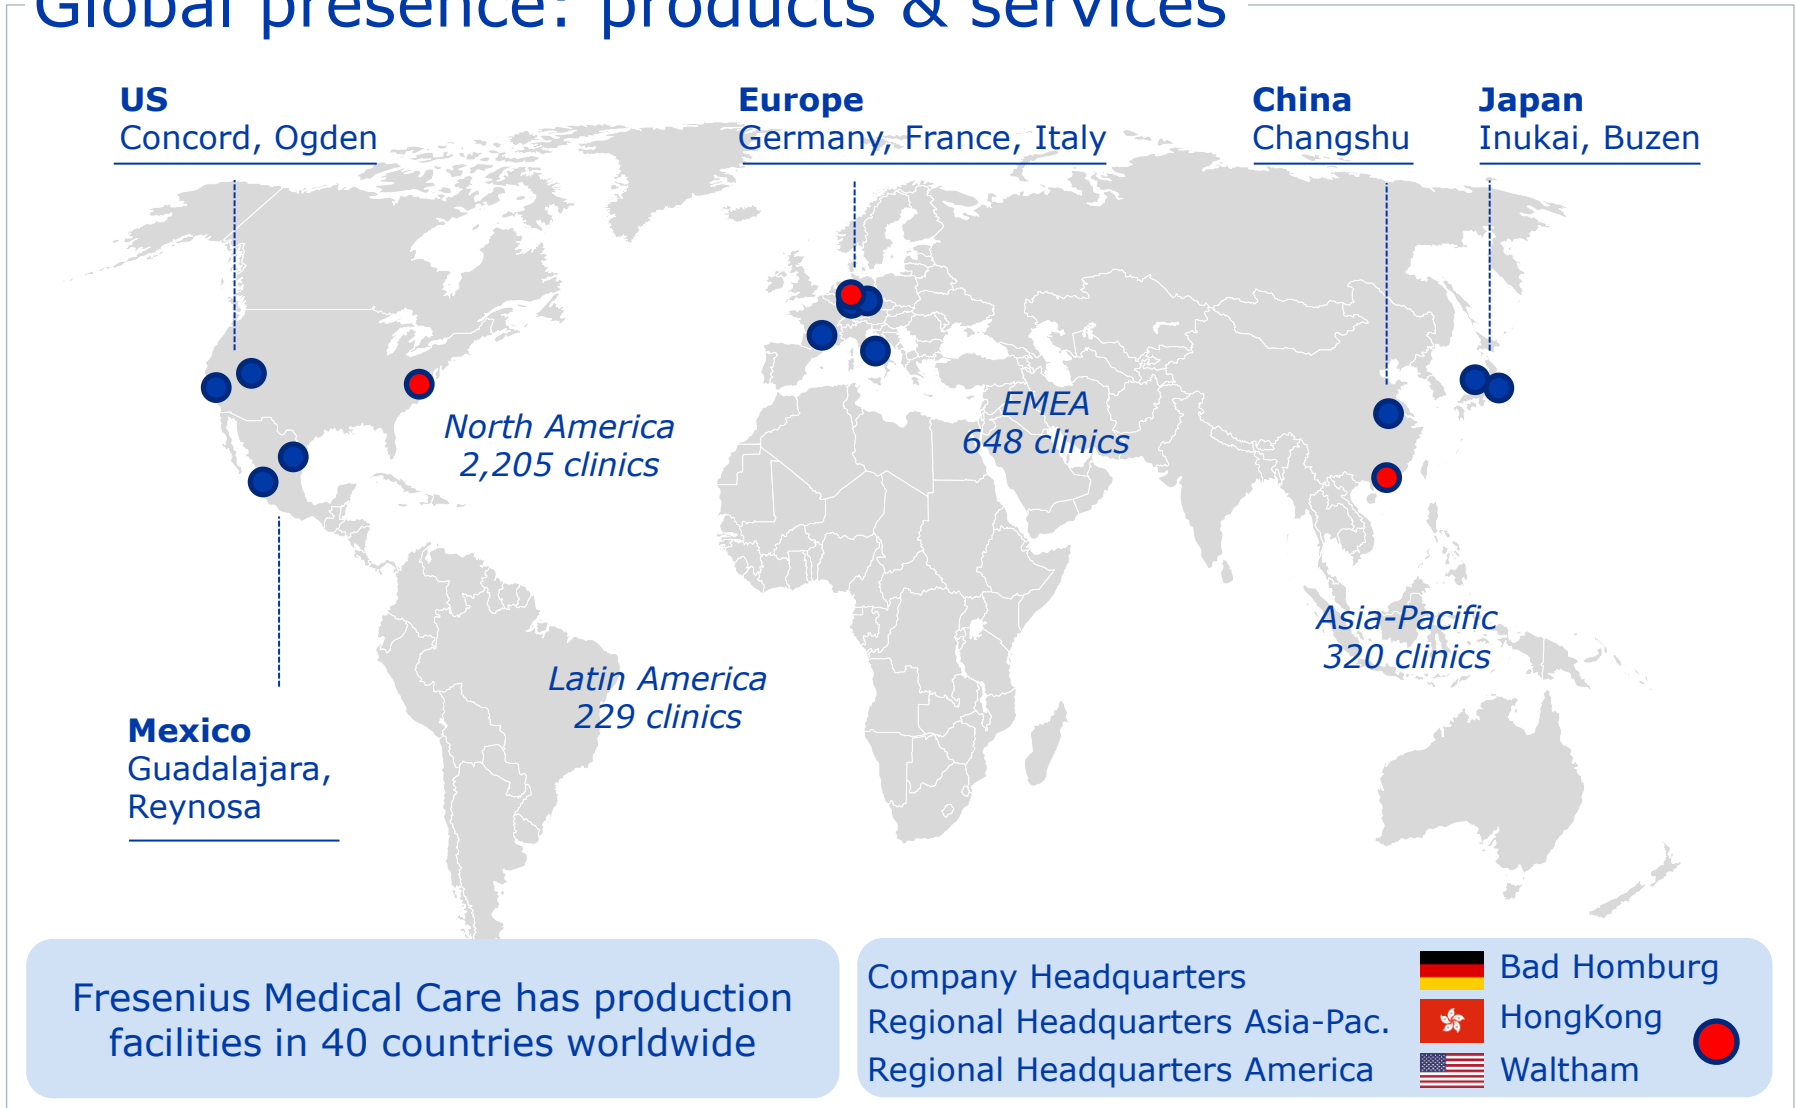 Global presence: products & services
US
Concord, Ogden
Europe
Germany, France, Italy
China
Changshu
Japan
Inukai, Buzen
North America
2,205 clinics
EMEA
648 clinics
Asia-Pacific
320 clinics
Latin America
229 clinics
Mexico
Guadalajara,
Reynosa
Fresenius Medical Care has production
facilities in 40 countries worldwide
Company Headquarters Bad Homburg
Regional Headquarters Asia-Pac. HongKong
Regional Headquarters America Waltham